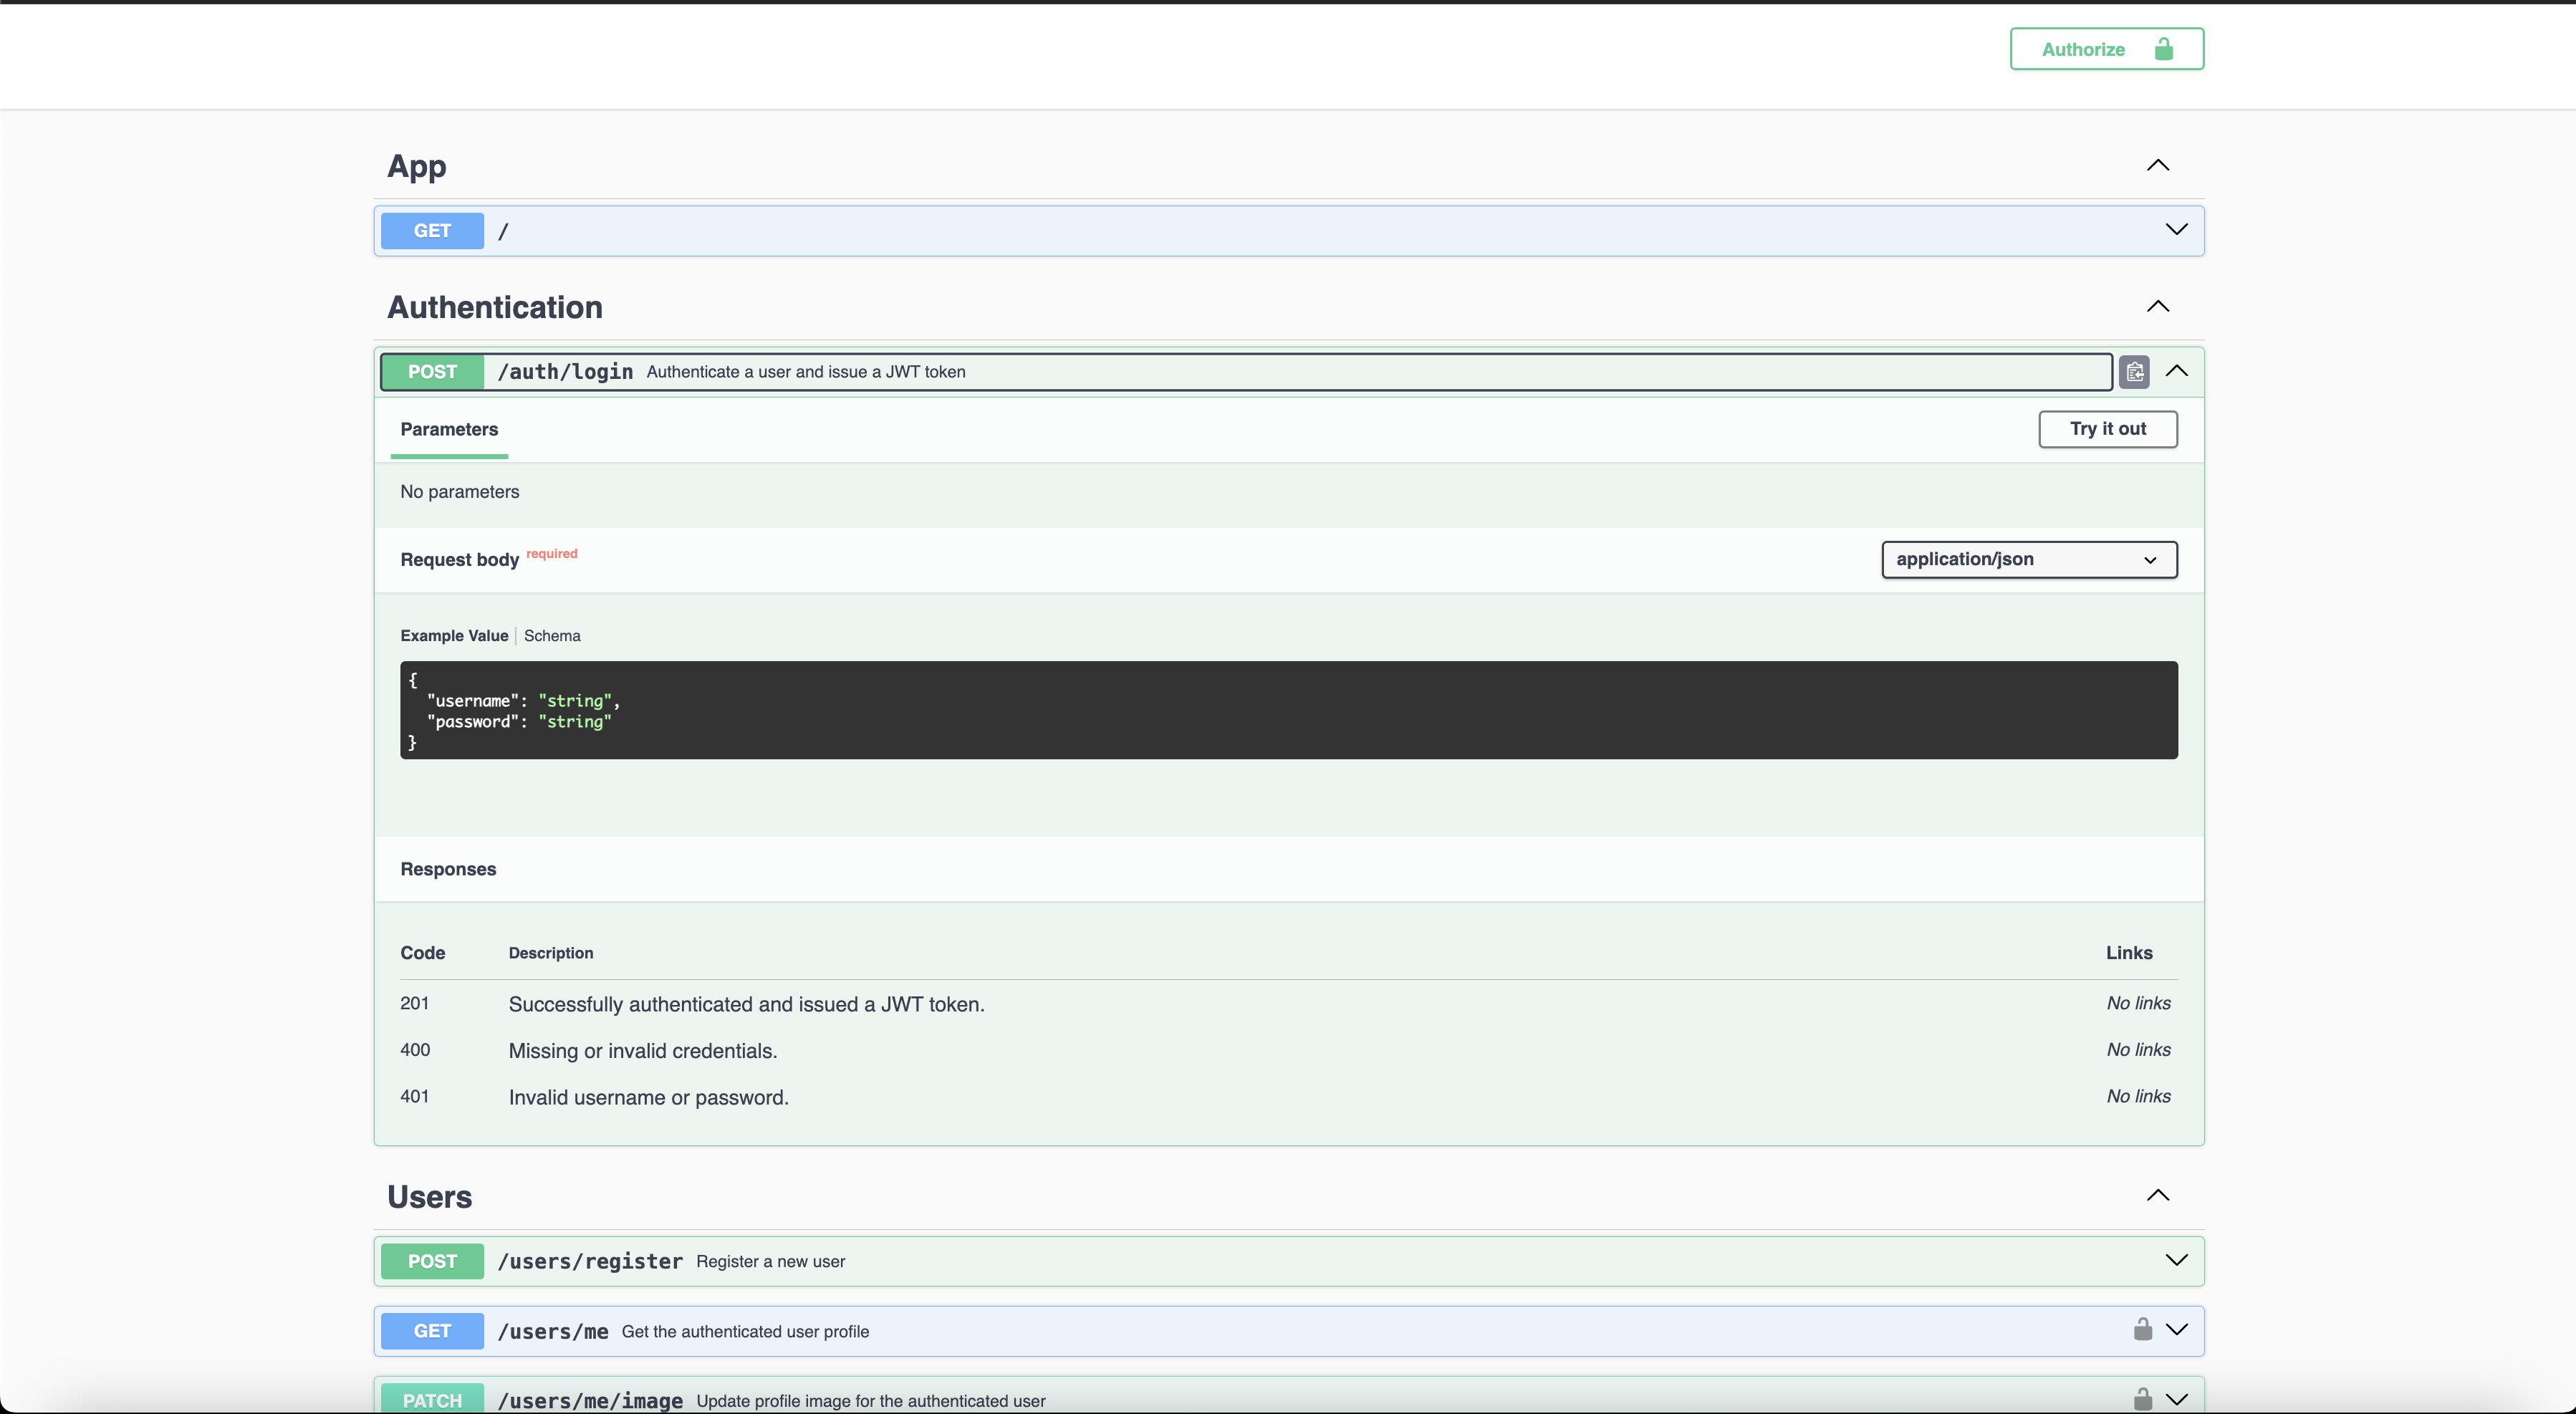 Authorize
App
GET /
Authentication
POST /auth/login Authenticate a user and issue a JWT token
Parameters Try it out
No parameters
Request body required application/json
Example Value Schema
{
"username": "string",
"password": "string"
}
Responses
Code Description Links
201 Successfully authenticated and issued a JWT token. No links
400 Missing or invalid credentials. No links
401 Invalid username or password. No links
Users
POST /users/register Register a new user
GET /users/me Get the authenticated user profile
PATCH /users/me/image Update profile image for the authenticated user